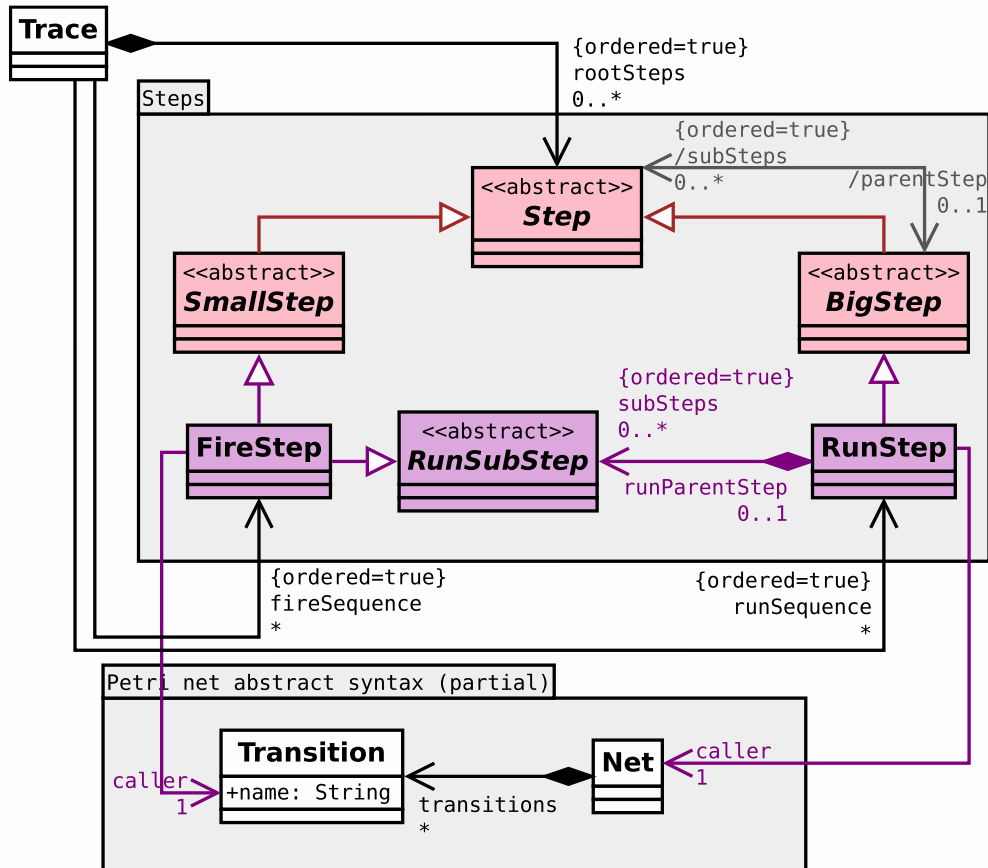 Trace
{ordered=true}
rootSteps
0..*
Steps
{ordered=true}
/subSteps
0..*
/parentStep
0..1
<<abstract>>
Step
<<abstract>>
SmallStep
<<abstract>>
BigStep
{ordered=true}
subSteps
0..*
FireStep
<<abstract>>
RunSubStep
RunStep
runParentStep
0..1
{ordered=true}
fireSequence
*
{ordered=true}
runSequence
*
Petri net abstract syntax (partial)
Transition
+name: String
Net
caller
1
caller
1
transitions
*